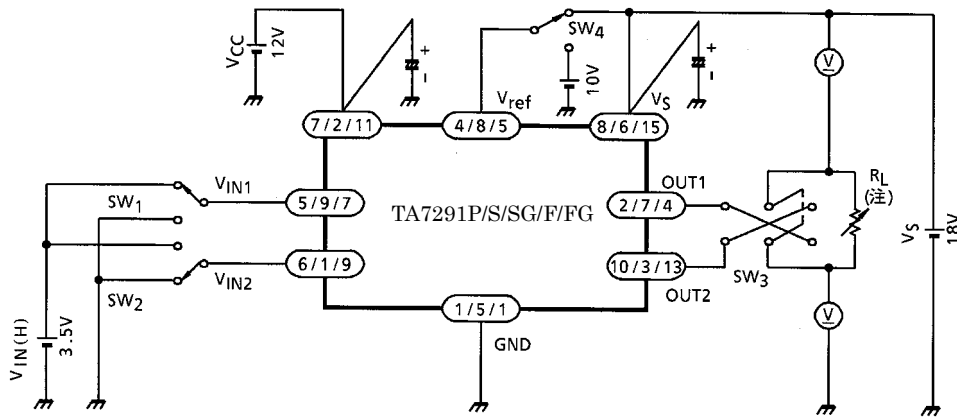 VCC
12V
+
-
SW4
10V
+
-
Vref
VS
V
7/2/11
4/8/5
8/6/15
VIN1
5/9/7
SW1
TA7291P/S/SG/F/FG
OUT1
2/7/4
RL
(注)
VS
18V
VIN2
6/1/9
10/3/13
SW3
SW2
OUT2
1/5/1
VIN(H)
3.5V
GND
V